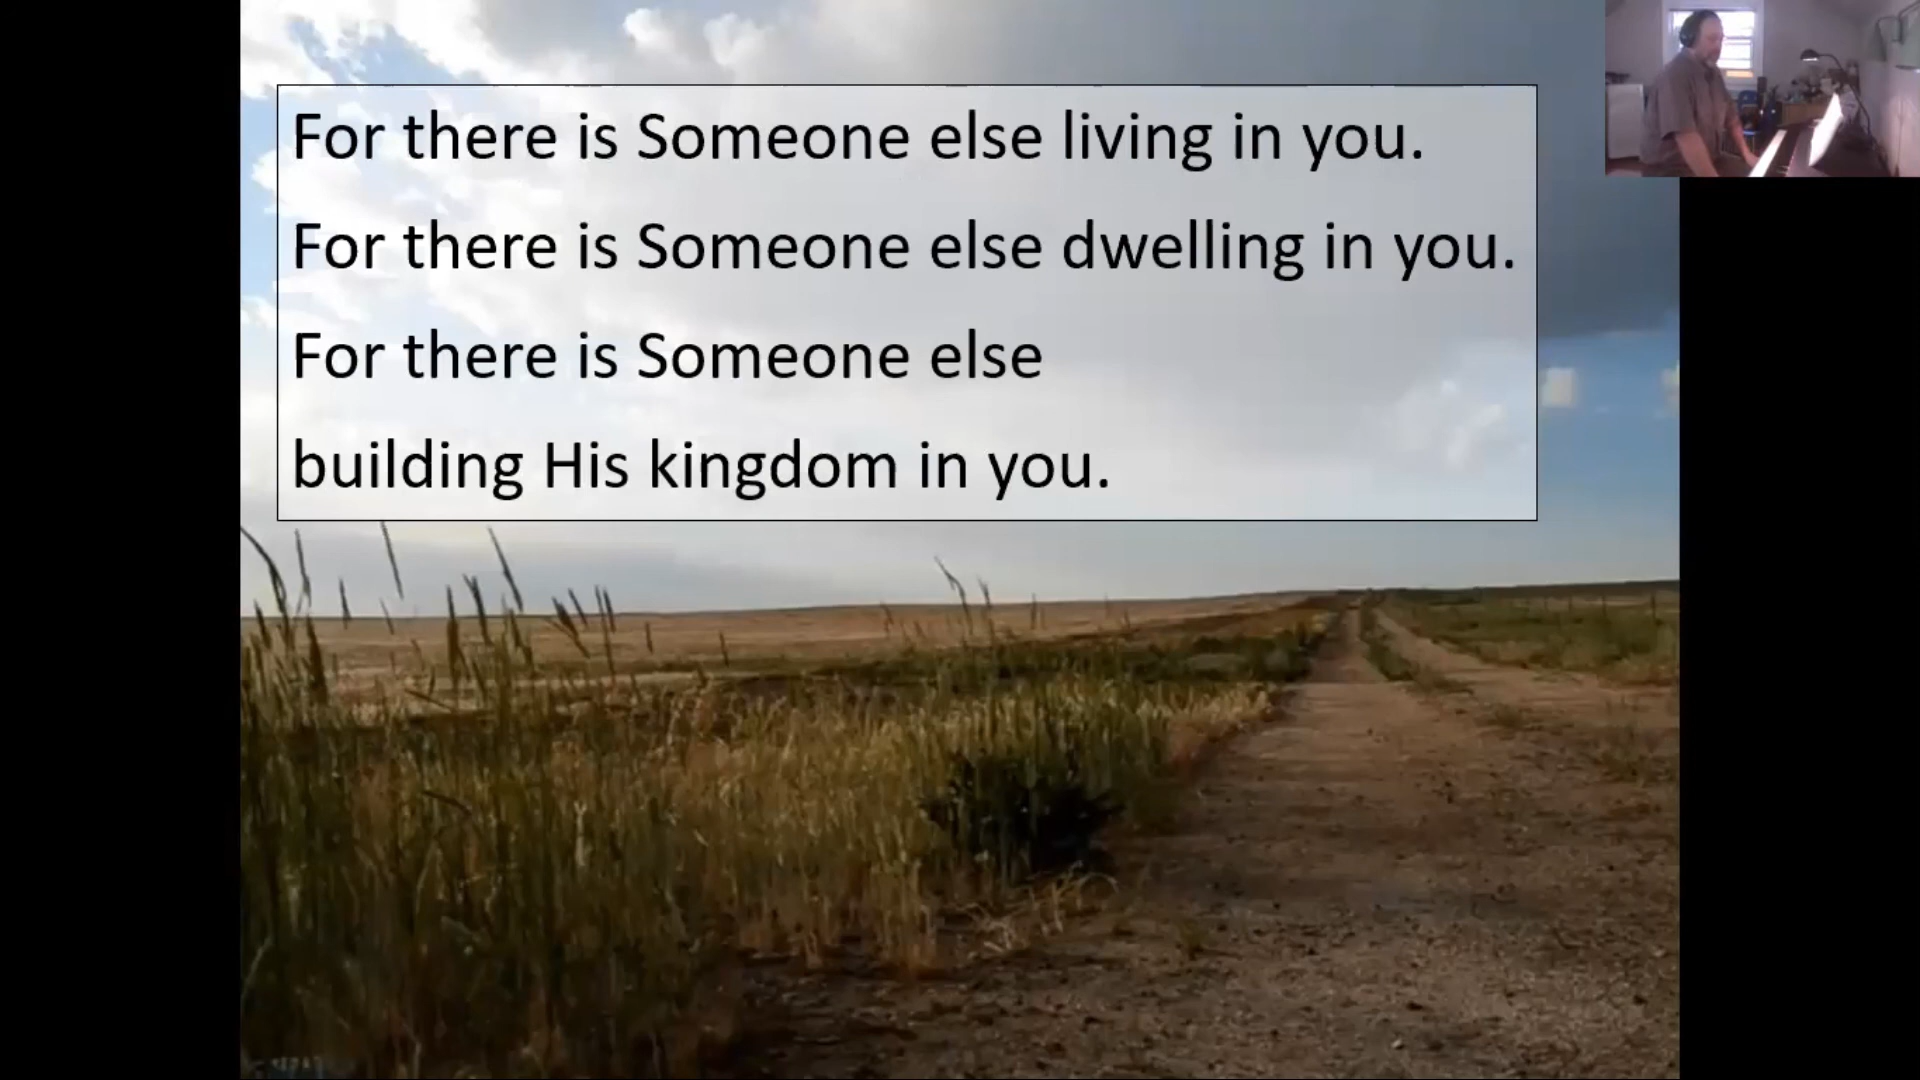 For there is Someone else living in you.
For there is Someone else dwelling in you.
For there is Someone else
building His kingdom in you.